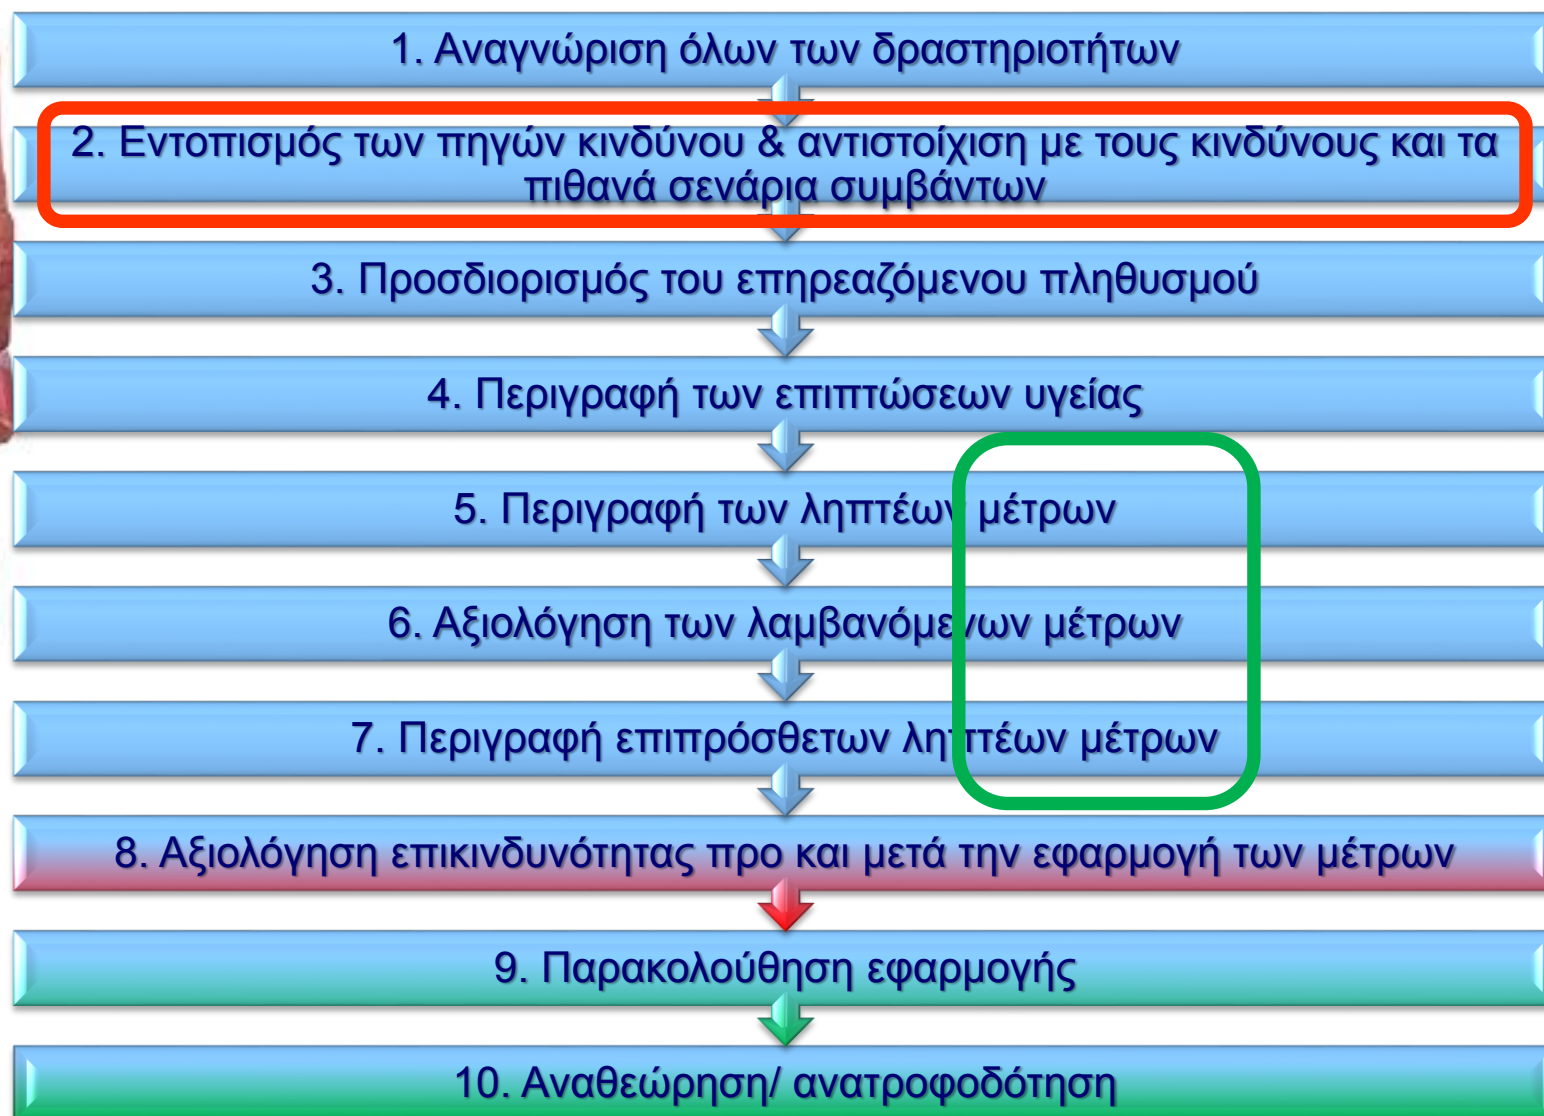 1. Αναγνώριση όλων των δραστηριοτήτων
2. Εντοπισμός των πηγών κινδύνου & αντιστοίχιση με τους κινδύνους και τα
πιθανά σενάρια συμβάντων
3. Προσδιορισμός του επηρεαζόμενου πληθυσμού
4. Περιγραφή των επιπτώσεων υγείας
5. Περιγραφή των ληπτέων μέτρων
6. Αξιολόγηση των λαμβανόμενων μέτρων
7. Περιγραφή επιπρόσθετων ληπτέων μέτρων
8. Αξιολόγηση επικινδυνότητας προ και μετά την εφαρμογή των μέτρων
9. Παρακολούθηση εφαρμογής
10. Αναθεώρηση/ ανατροφοδότηση